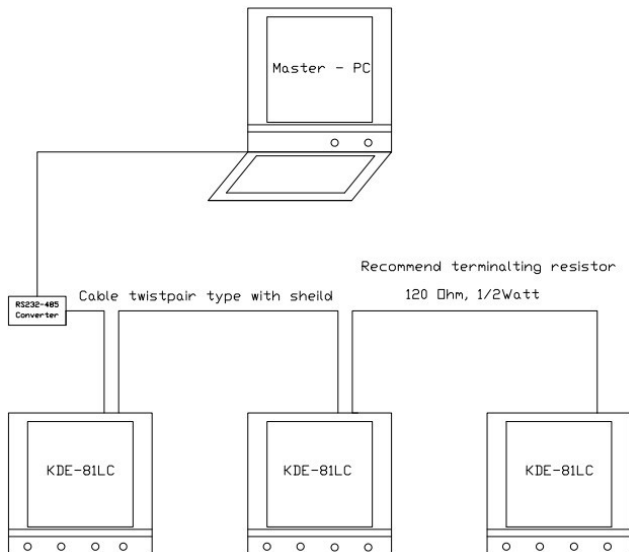 Master - PC
Recommend terminalting resistor
RS232-485
Converter
Cable twistpair type with sheild
120 Ohm, 1/2Watt
KDE-81LC
KDE-81LC
KDE-81LC